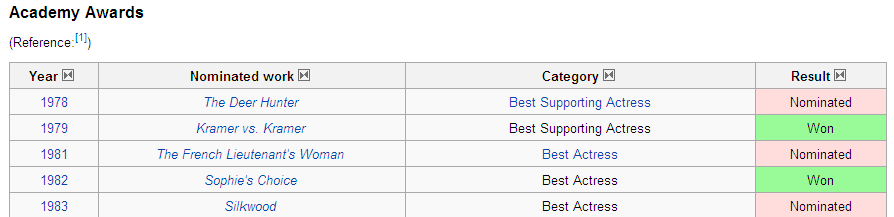 Academy Awards
(Reference:[1])
Year Nominated work Category Result
1978 The Deer Hunter Best Supporting Actress Nominated
1979 Kramer vs. Kramer Best Supporting Actress Won
1981 The French Lieutenant's Woman Best Actress Nominated
1982 Sophie's Choice Best Actress Won
1983 Silkwood Best Actress Nominated